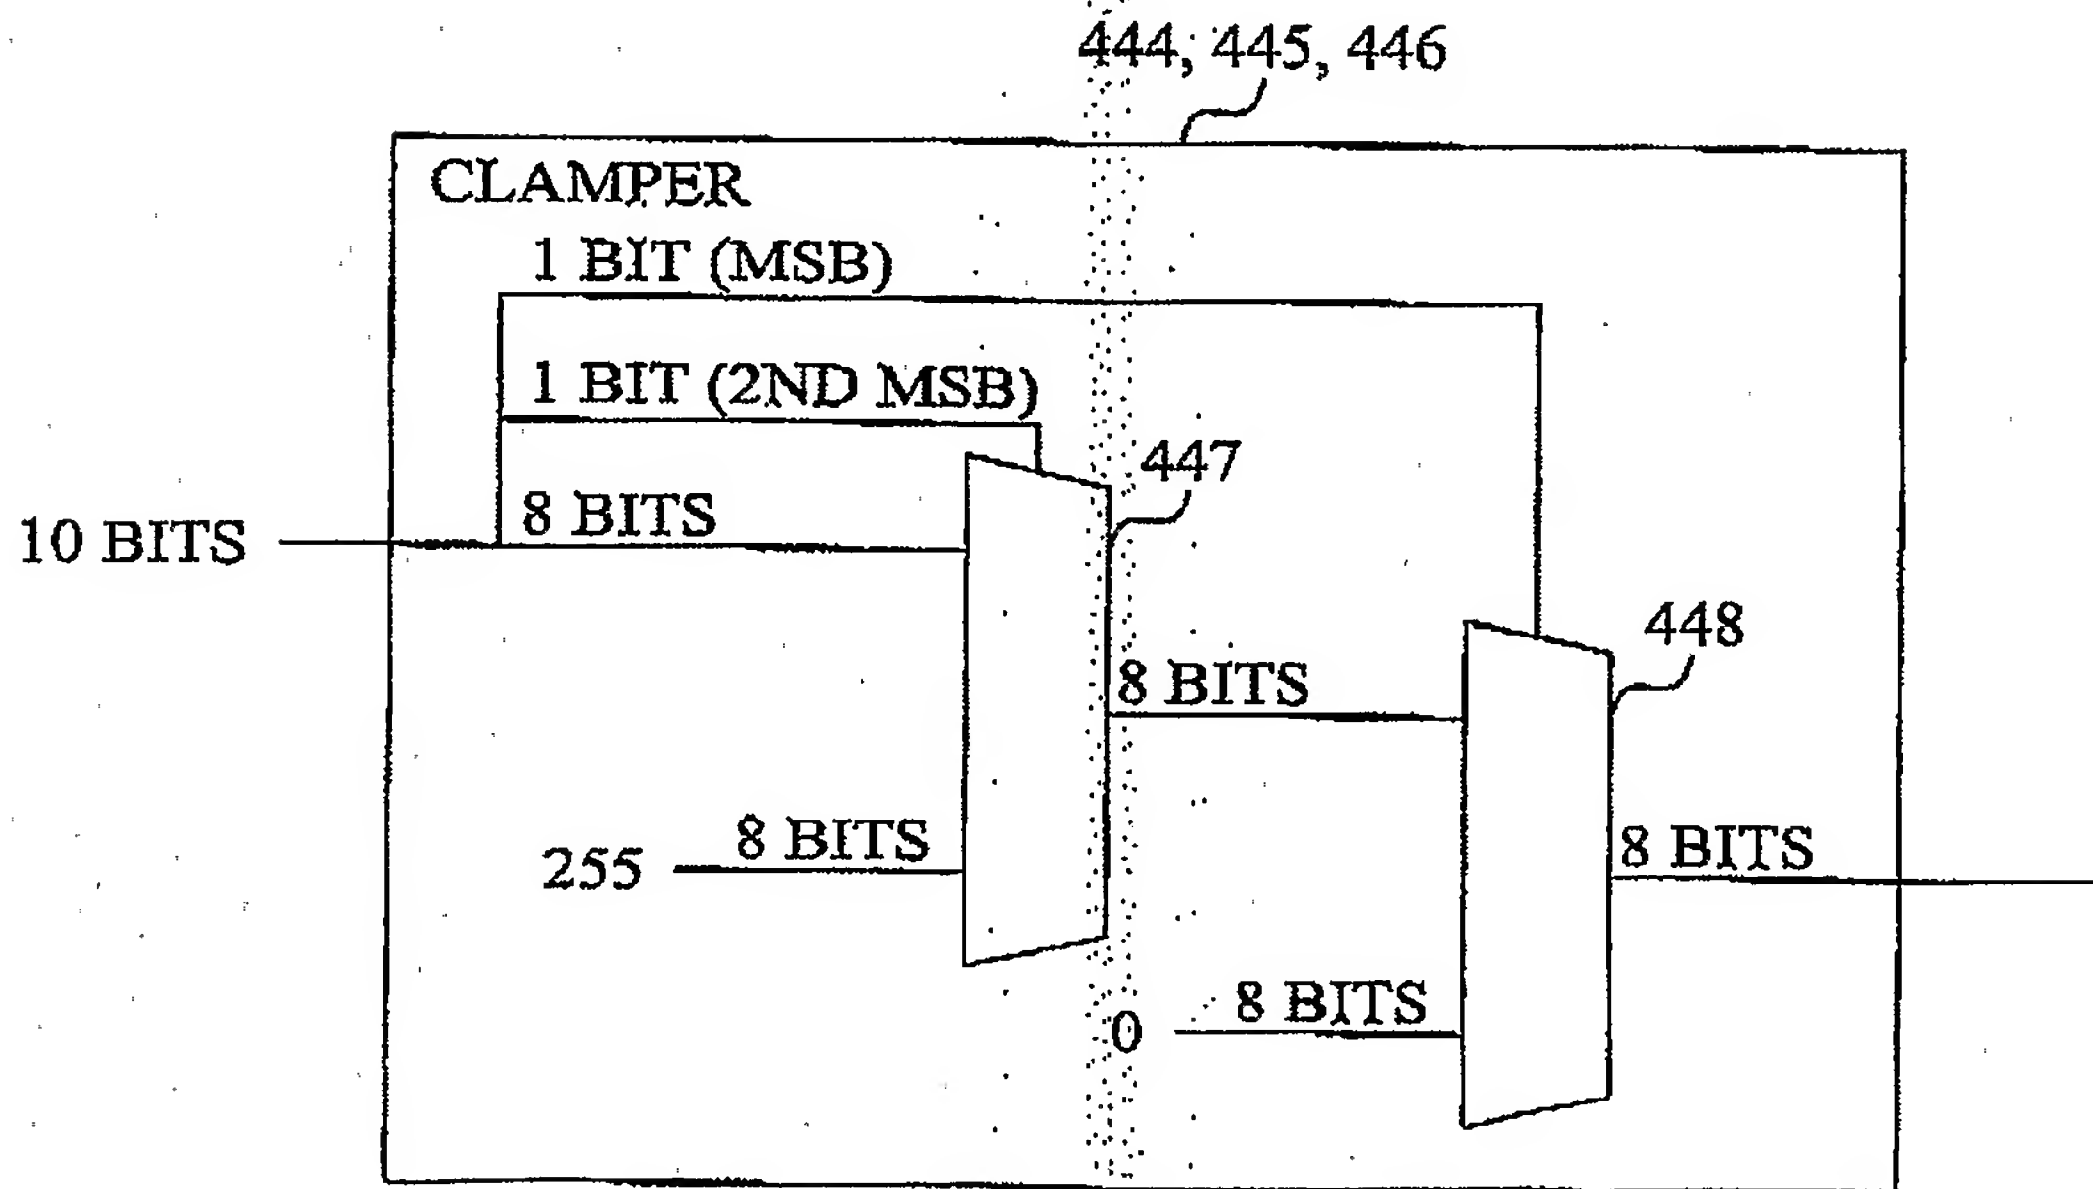 444, 445, 446
CLAMPER
1 BIT (MSB)
1 BIT (2ND MSB)
447
10 BITS
8 BITS
448
8 BITS
255
8 BITS
8 BITS
0
8 BITS